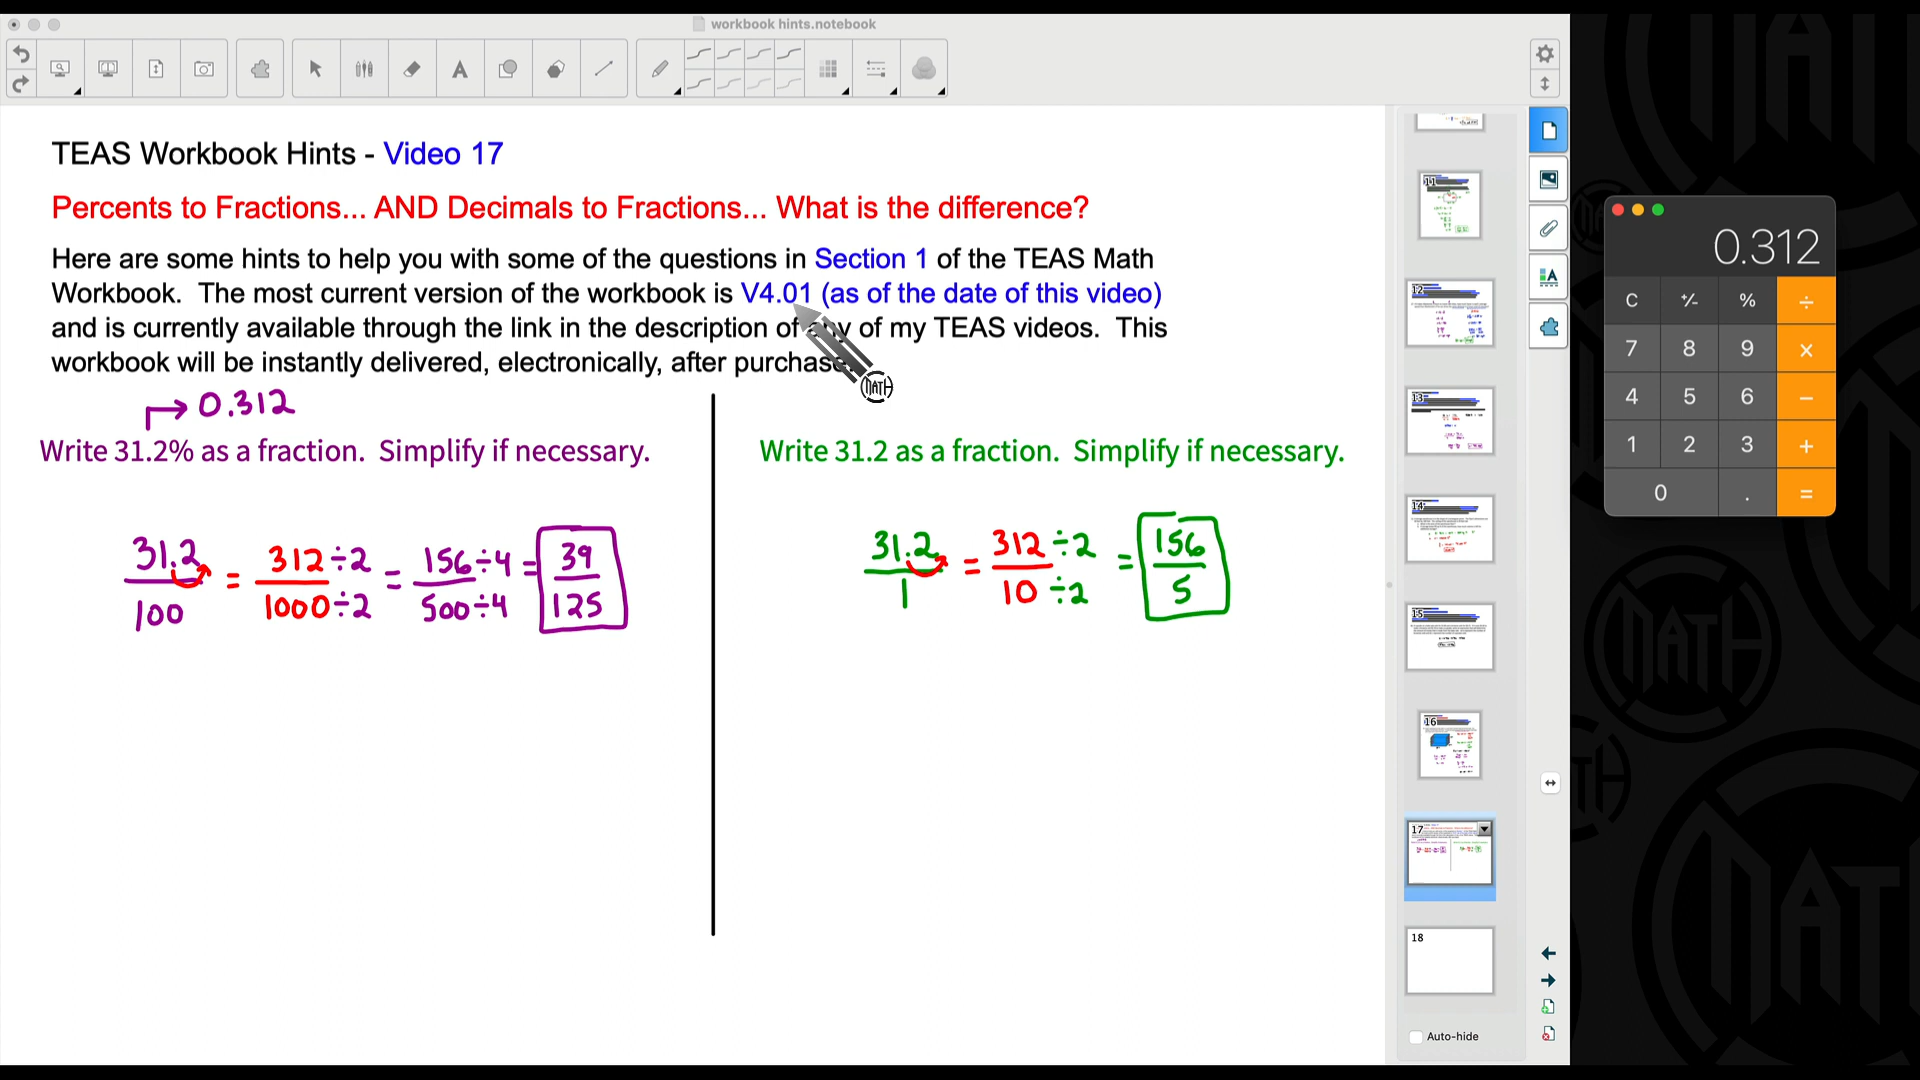 workbook hints.notebook
TEAS Workbook Hints - Video 17
Percents to Fractions... AND Decimals to Fractions... What is the difference?
Here are some hints to help you with some of the questions in Section 1 of the TEAS Math
Workbook. The most current version of the workbook is V4.01 (as of the date of this video)
and is currently available through the link in the description of any of my TEAS videos. This
workbook will be instantly delivered, electronically, after purchase.
MATH
→ 0.312
Write 31.2% as a fraction. Simplify if necessary.
31.2/100 = 312÷2/1000÷2 = 156÷4/500÷4 = 39/125
Write 31.2 as a fraction. Simplify if necessary.
31.2/1 = 312÷2/10÷2 = 156/5
11
12
13
14
15
16
17
18
Auto-hide
0.312
C +/- % ÷
7 8 9 ×
4 5 6 −
1 2 3 +
0 . =
MATH